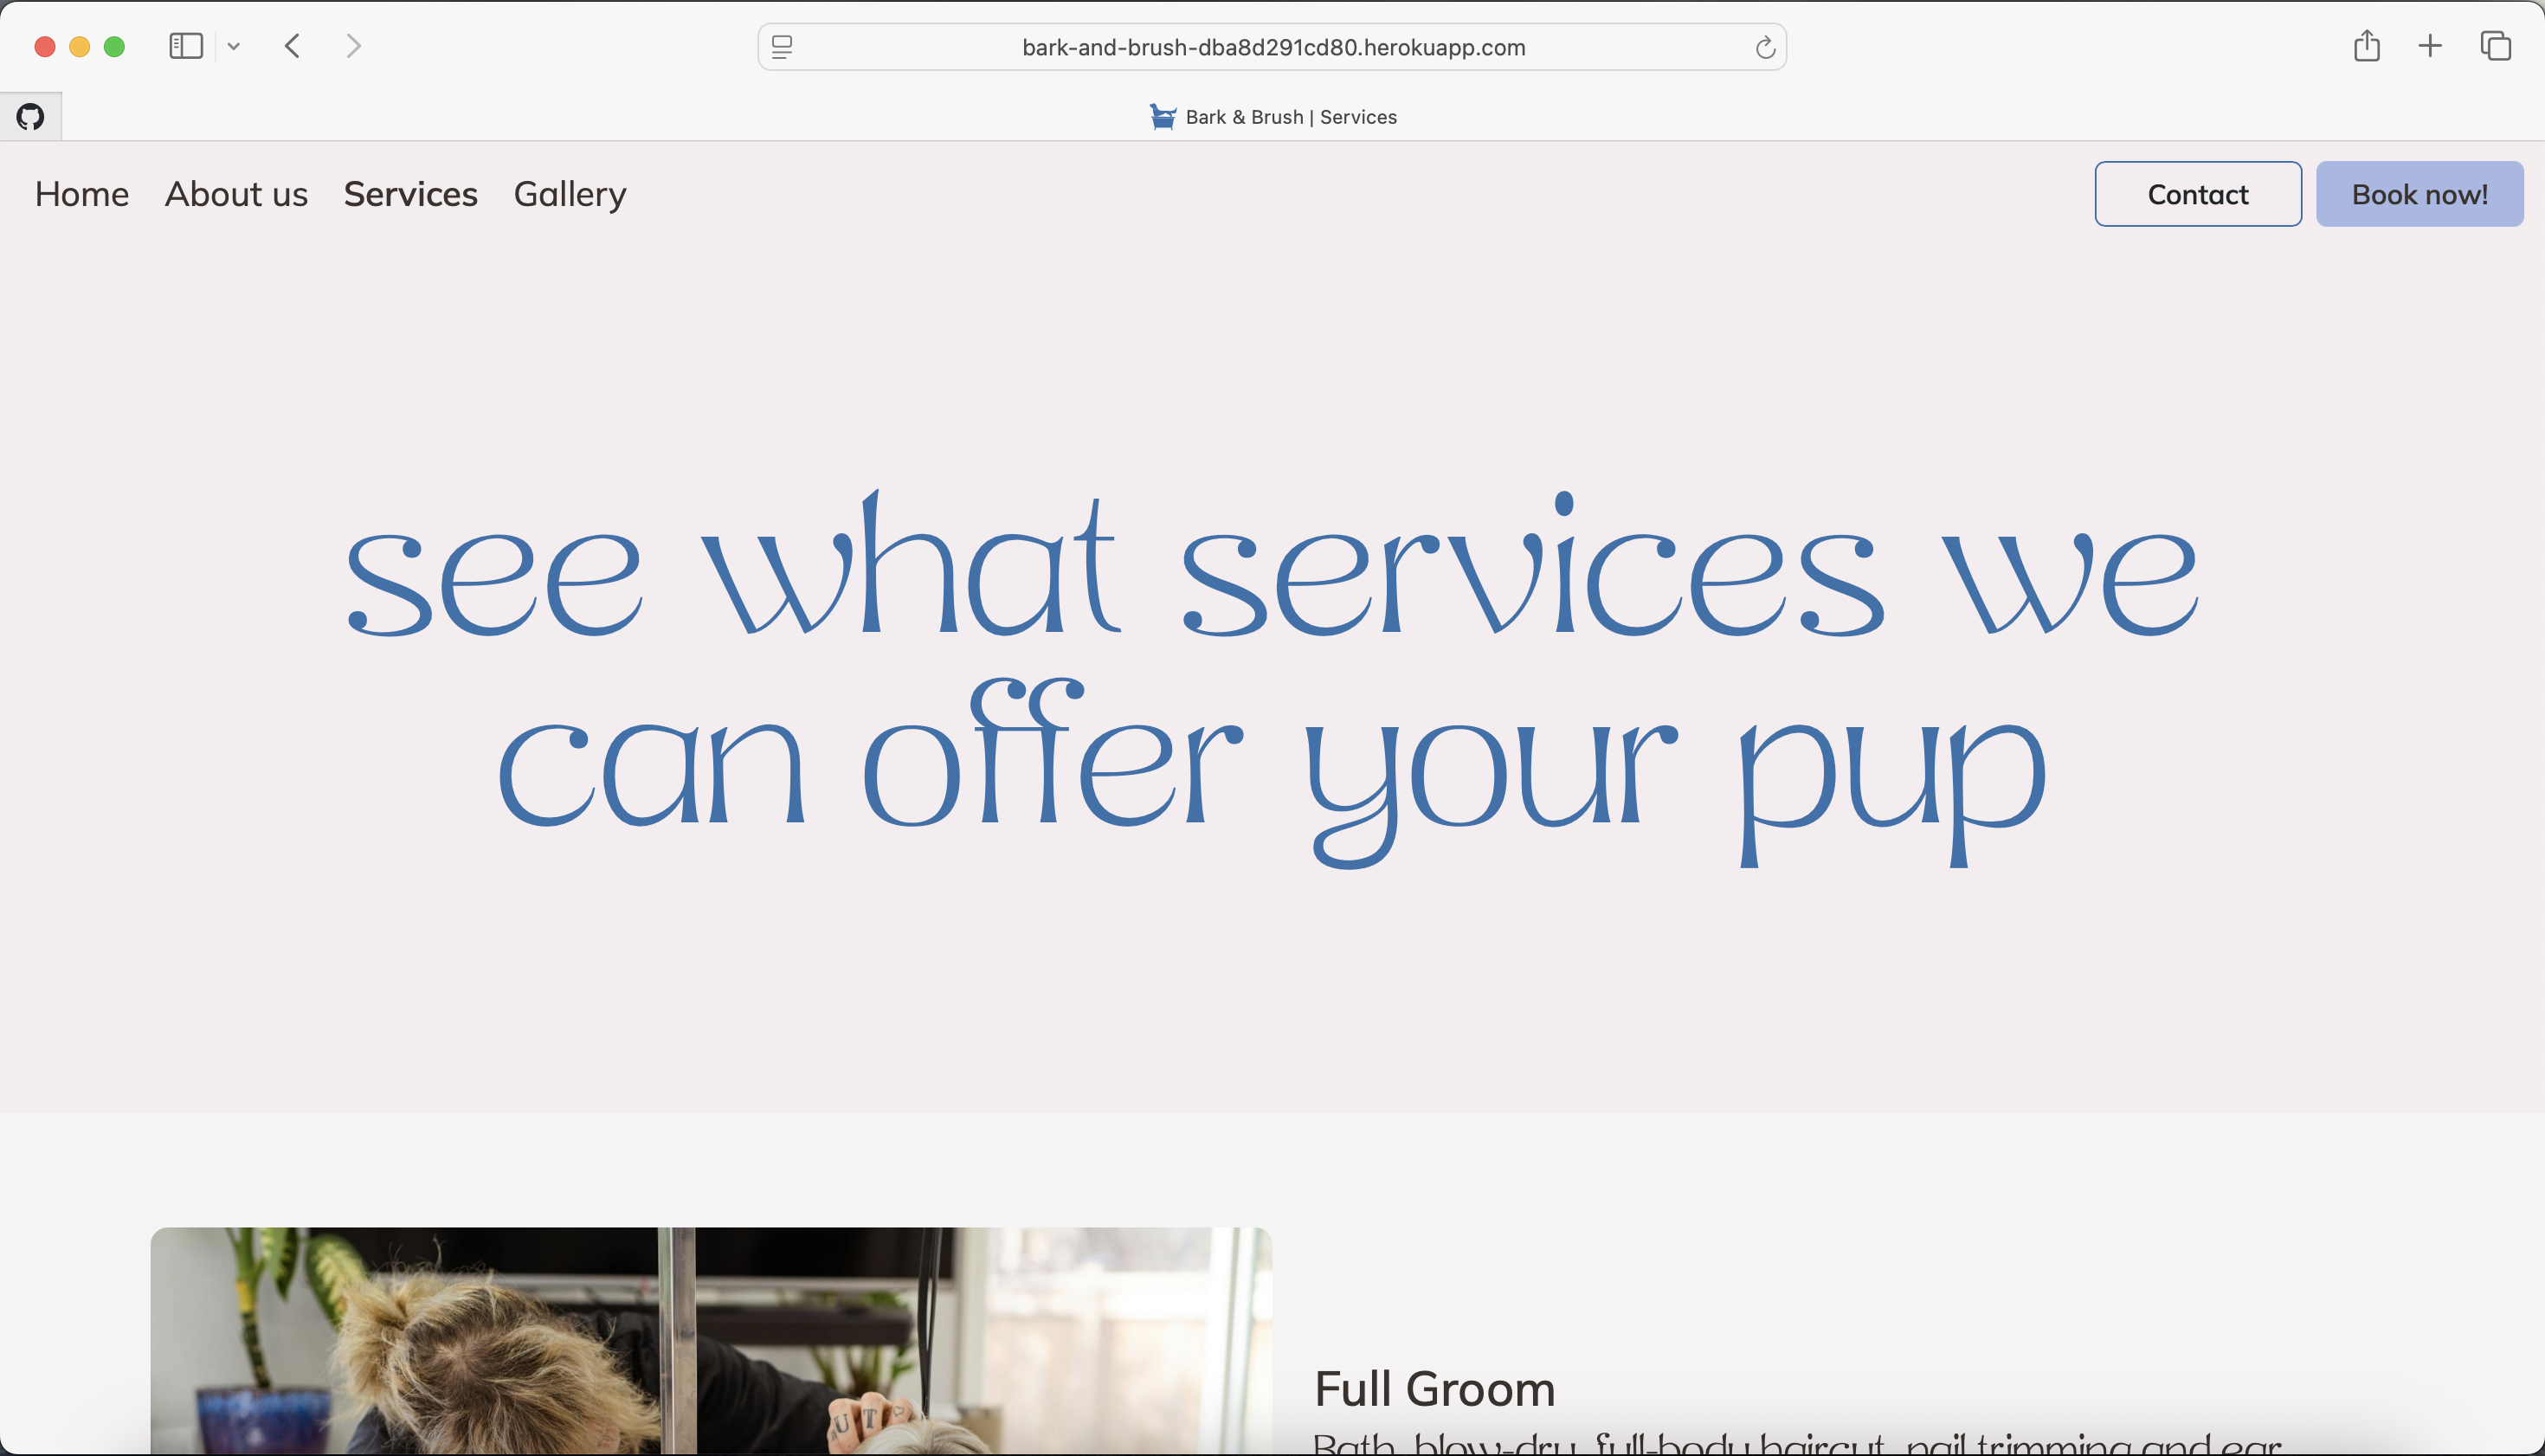 bark-and-brush-dba8d291cd80.herokuapp.com
Bark & Brush | Services
Home About us Services Gallery Contact Book now!
see what services we
can offer your pup
Full Groom
Bath, blow-dry, full-body haircut, nail trimming and ear
U T